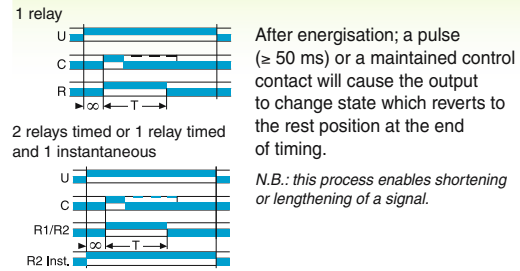 1 relay
U
C
R
∞ T
2 relays timed or 1 relay timed
and 1 instantaneous
U
C
R1/R2
∞ T
R2 Inst.
After energisation; a pulse
(≥ 50 ms) or a maintained control
contact will cause the output
to change state which reverts to
the rest position at the end
of timing.
N.B.: this process enables shortening
or lengthening of a signal.